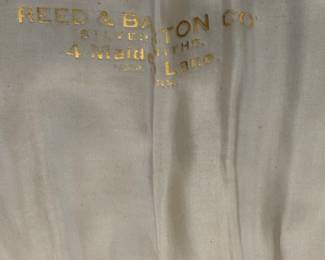 REED & BARTON CO
SILVERSMITHS.
4 Maiden Lane,